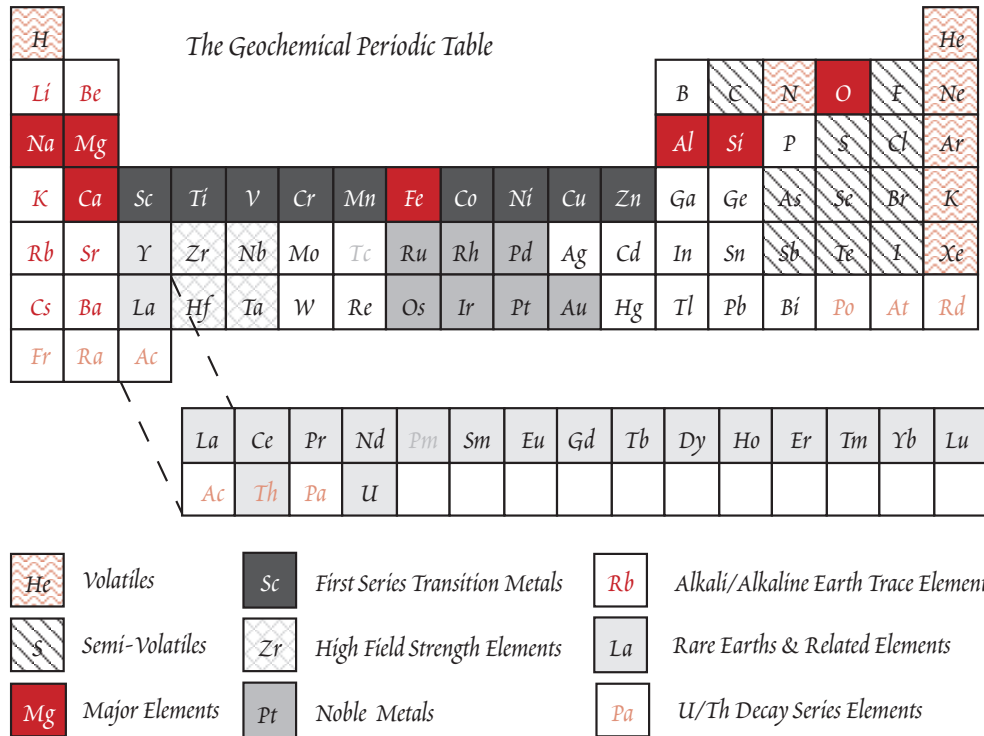 H He
The Geochemical Periodic Table
Li Be B C N O F Ne
Na Mg Al Si P S Cl Ar
K Ca Sc Ti V Cr Mn Fe Co Ni Cu Zn Ga Ge As Se Br K
Rb Sr Y Zr Nb Mo Tc Ru Rh Pd Ag Cd In Sn Sb Te I Xe
Cs Ba La Hf Ta W Re Os Ir Pt Au Hg Tl Pb Bi Po At Rd
Fr Ra Ac
La Ce Pr Nd Pm Sm Eu Gd Tb Dy Ho Er Tm Yb Lu
Ac Th Pa U
He Volatiles Sc First Series Transition Metals Rb Alkali/Alkaline Earth Trace Element
S Semi-Volatiles Zr High Field Strength Elements La Rare Earths & Related Elements
Mg Major Elements Pt Noble Metals Pa U/Th Decay Series Elements